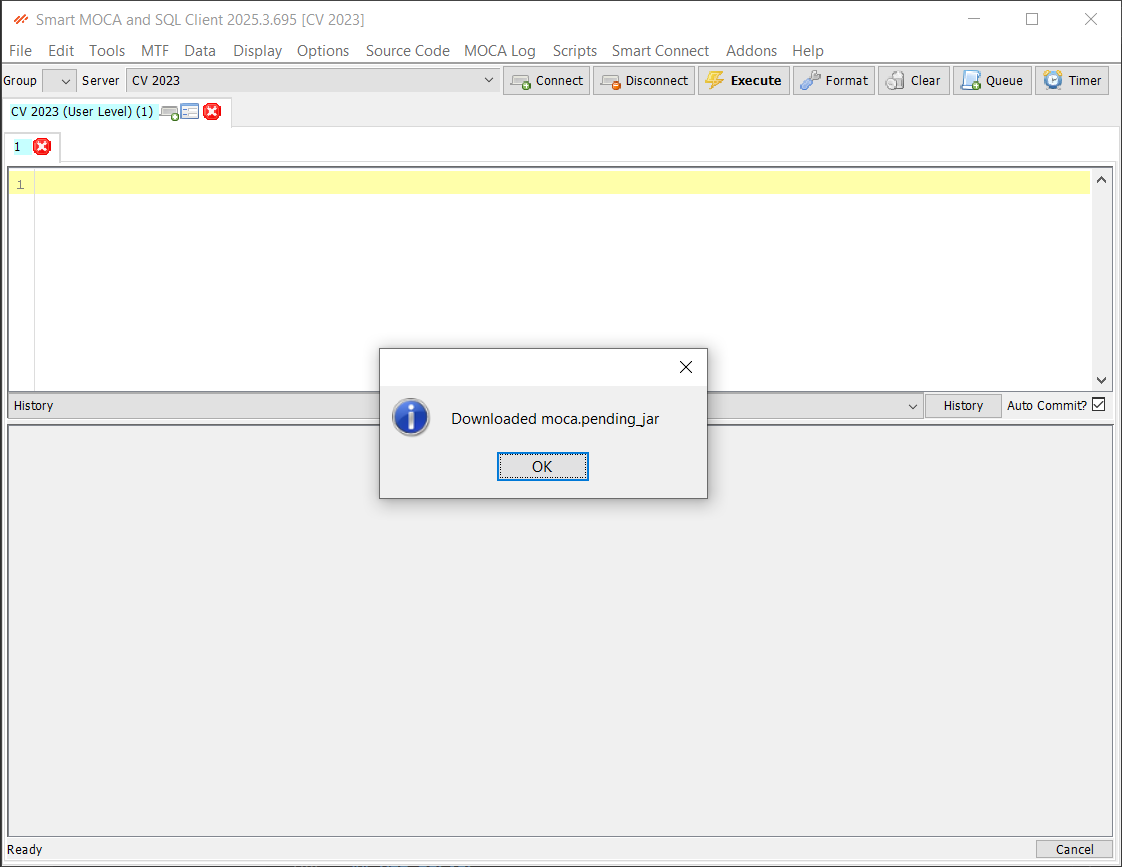 Smart MOCA and SQL Client 2025.3.695 [CV 2023]
File Edit Tools MTF Data Display Options Source Code MOCA Log Scripts Smart Connect Addons Help
Group Server CV 2023 Connect Disconnect Execute Format Clear Queue Timer
CV 2023 (User Level) (1)
1
1
Downloaded moca.pending_jar
OK
History History Auto Commit?
Ready Cancel